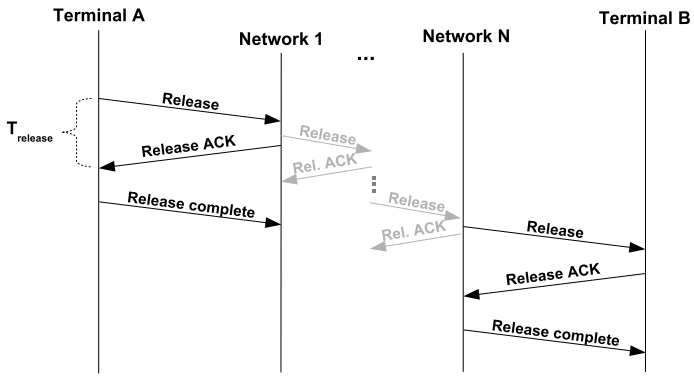 Terminal A
Network 1
...
Network N
Terminal B
T release
Release
Release ACK
Release complete
Release
Rel. ACK
Release
Rel. ACK
Release
Release ACK
Release complete